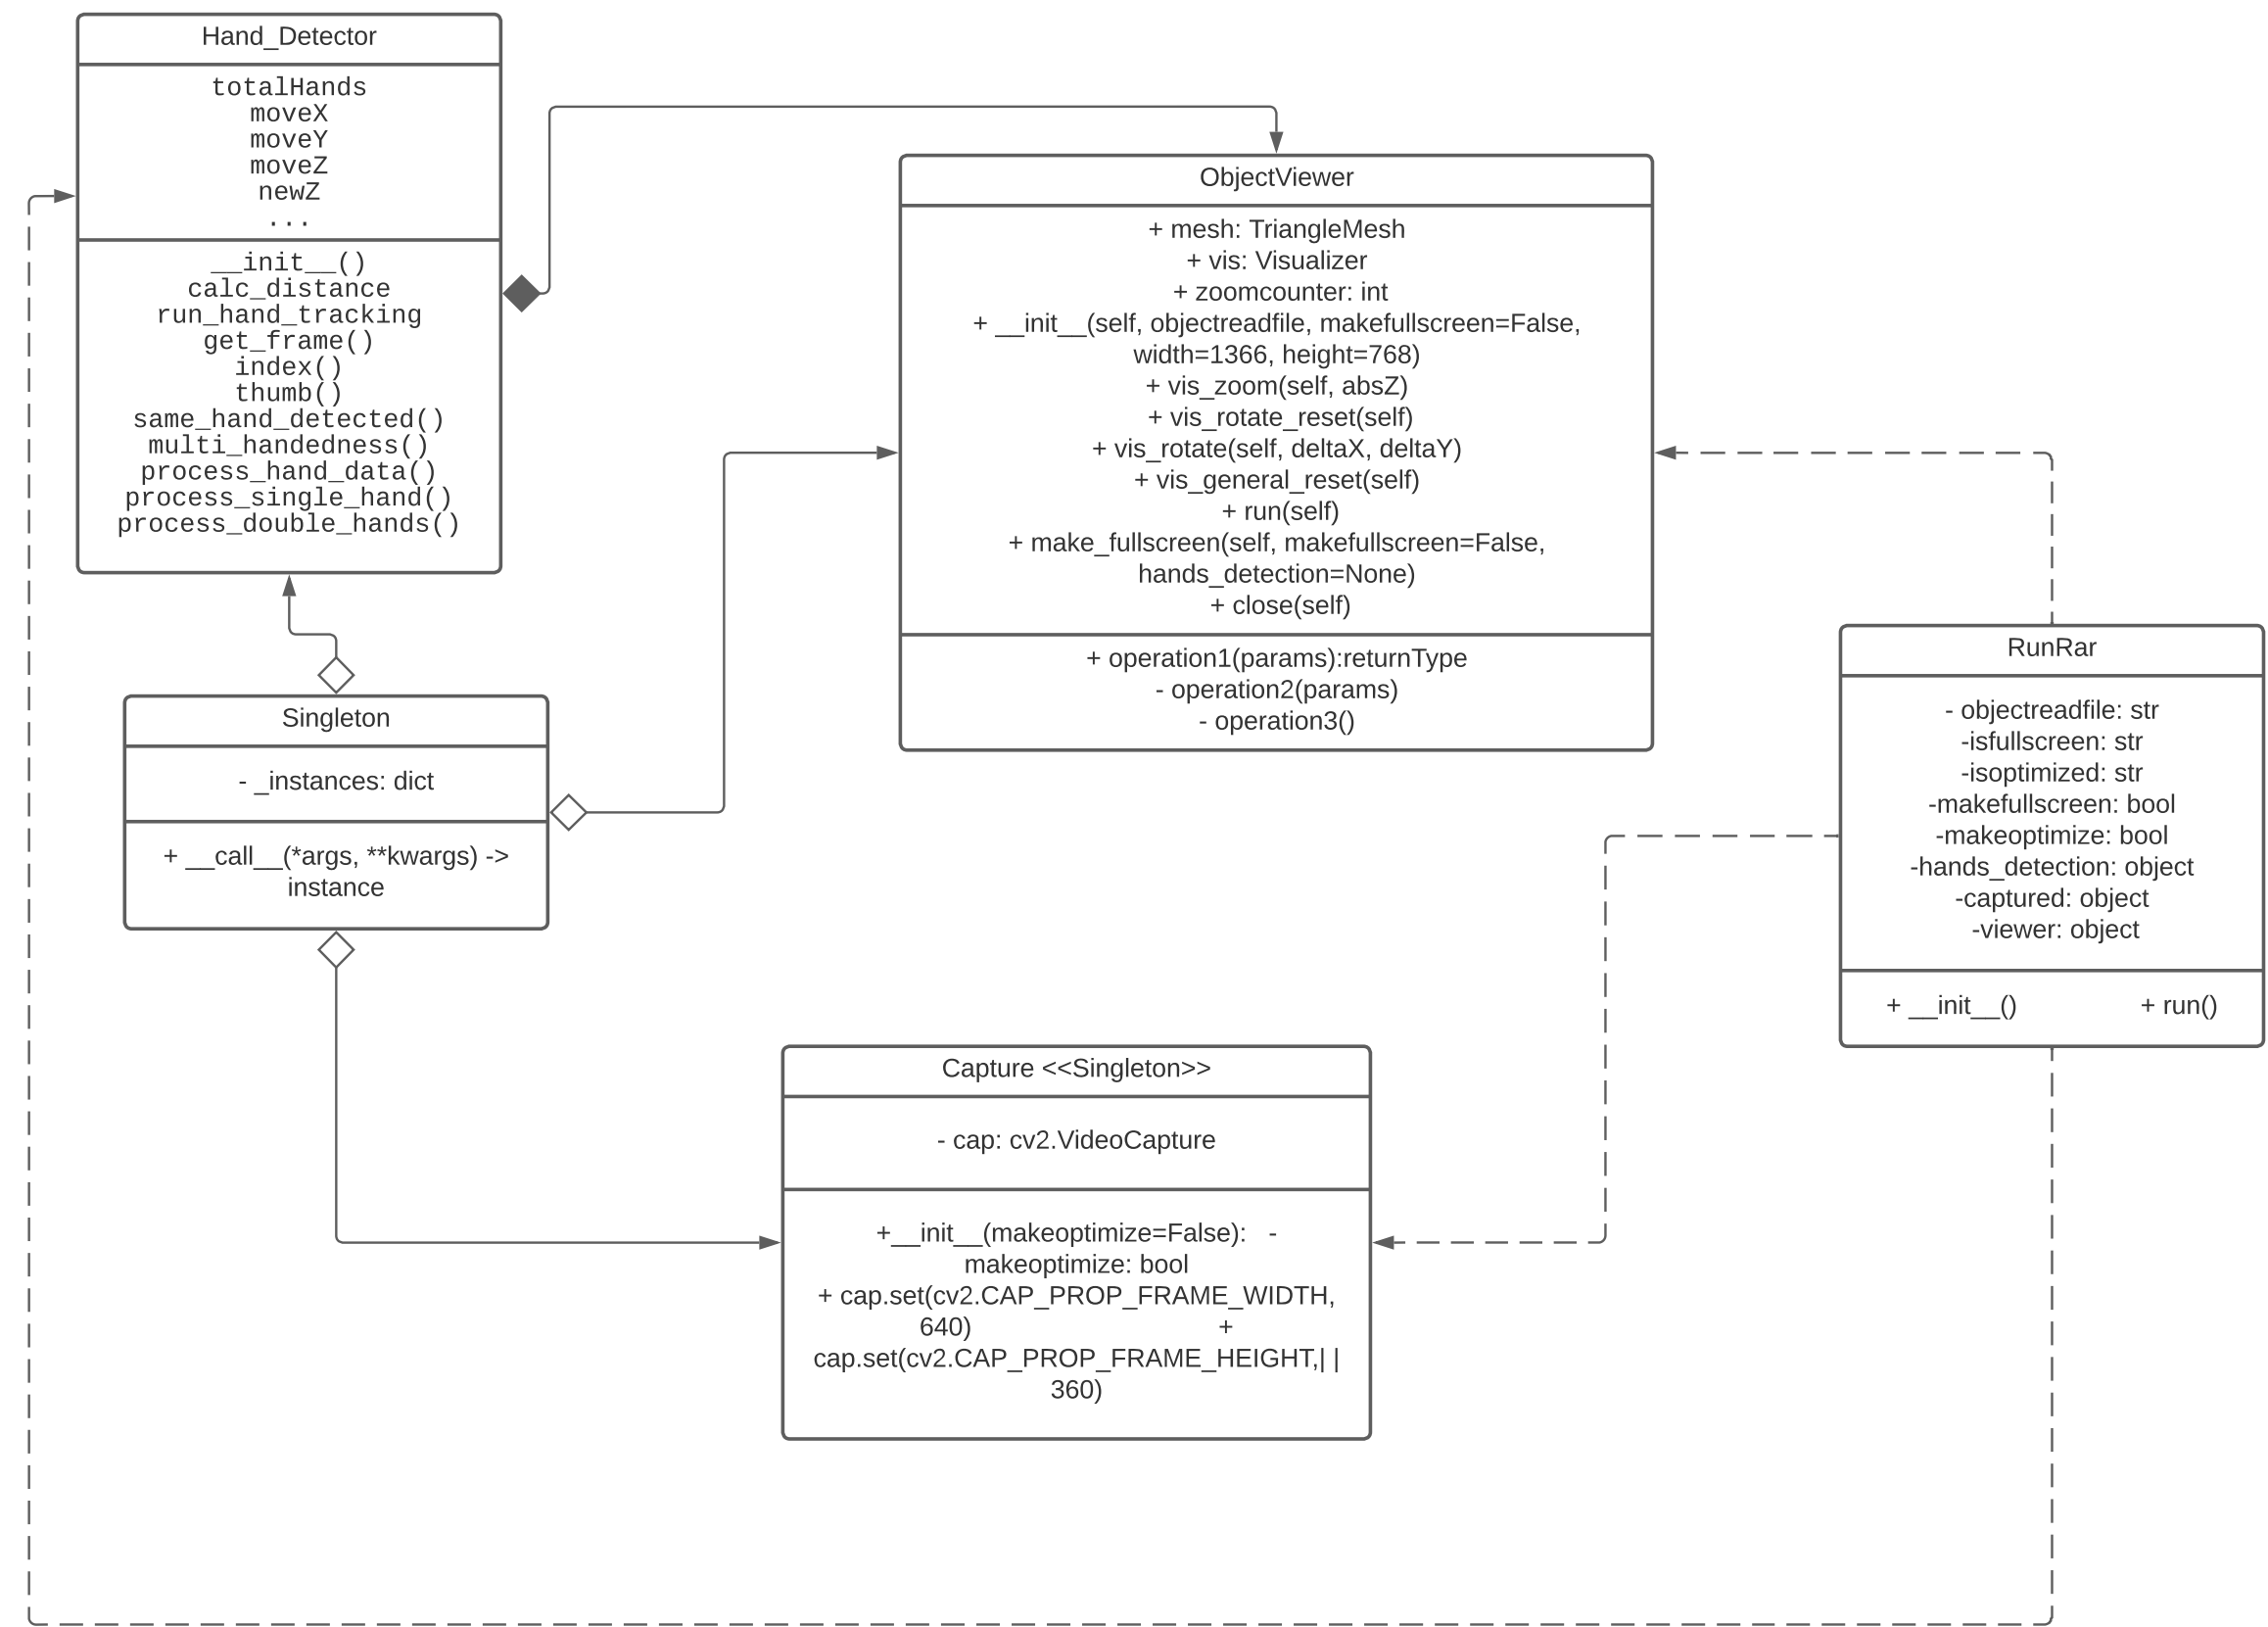 Hand_Detector
totalHands
moveX
moveY
moveZ
newZ
...
__init__()
calc_distance
run_hand_tracking
get_frame()
index()
thumb()
same_hand_detected()
multi_handedness()
process_hand_data()
process_single_hand()
process_double_hands()
ObjectViewer
+ mesh: TriangleMesh
+ vis: Visualizer
+ zoomcounter: int
+ __init__(self, objectreadfile, makefullscreen=False,
width=1366, height=768)
+ vis_zoom(self, absZ)
+ vis_rotate_reset(self)
+ vis_rotate(self, deltaX, deltaY)
+ vis_general_reset(self)
+ run(self)
+ make_fullscreen(self, makefullscreen=False,
hands_detection=None)
+ close(self)
+ operation1(params):returnType
- operation2(params)
- operation3()
Singleton
- _instances: dict
+ __call__(*args, **kwargs) ->
instance
RunRar
- objectreadfile: str
-isfullscreen: str
-isoptimized: str
-makefullscreen: bool
-makeoptimize: bool
-hands_detection: object
-captured: object
-viewer: object
+ __init__() + run()
Capture <<Singleton>>
- cap: cv2.VideoCapture
+__init__(makeoptimize=False): -
makeoptimize: bool
+ cap.set(cv2.CAP_PROP_FRAME_WIDTH,
640) +
cap.set(cv2.CAP_PROP_FRAME_HEIGHT,| |
360)